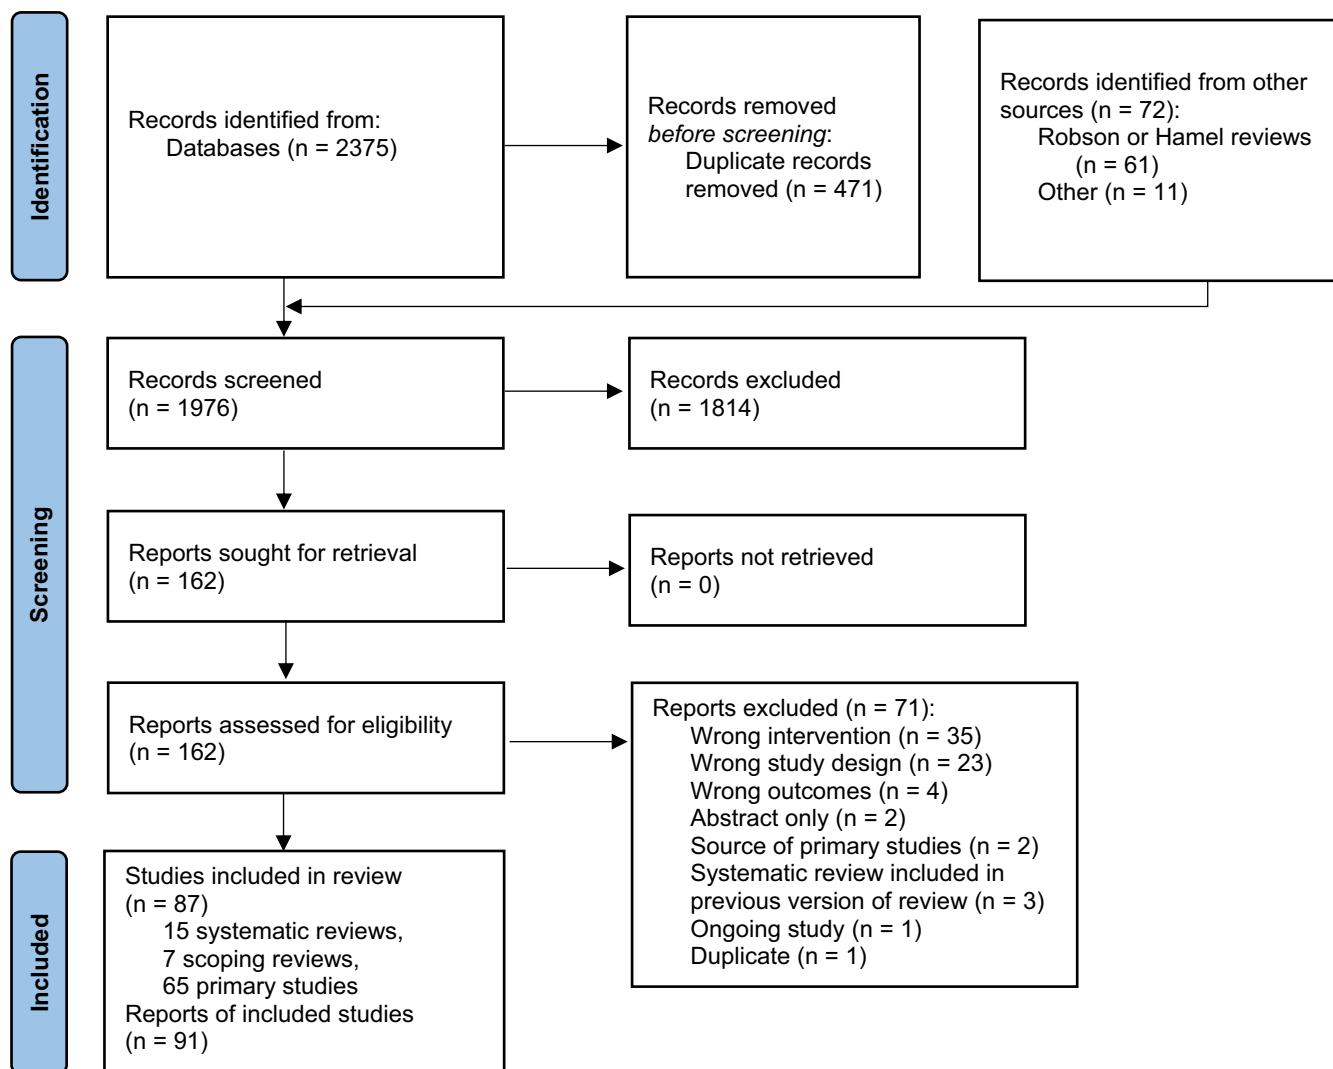 Identification
Records identified from:
Databases (n = 2375)
Records removed
before screening:
Duplicate records
removed (n = 471)
Records identified from other
sources (n = 72):
Robson or Hamel reviews
(n = 61)
Other (n = 11)
Screening
Records screened
(n = 1976)
Records excluded
(n = 1814)
Reports sought for retrieval
(n = 162)
Reports not retrieved
(n = 0)
Reports assessed for eligibility
(n = 162)
Reports excluded (n = 71):
Wrong intervention (n = 35)
Wrong study design (n = 23)
Wrong outcomes (n = 4)
Abstract only (n = 2)
Source of primary studies (n = 2)
Systematic review included in
previous version of review (n = 3)
Ongoing study (n = 1)
Duplicate (n = 1)
Included
Studies included in review
(n = 87)
15 systematic reviews,
7 scoping reviews,
65 primary studies
Reports of included studies
(n = 91)